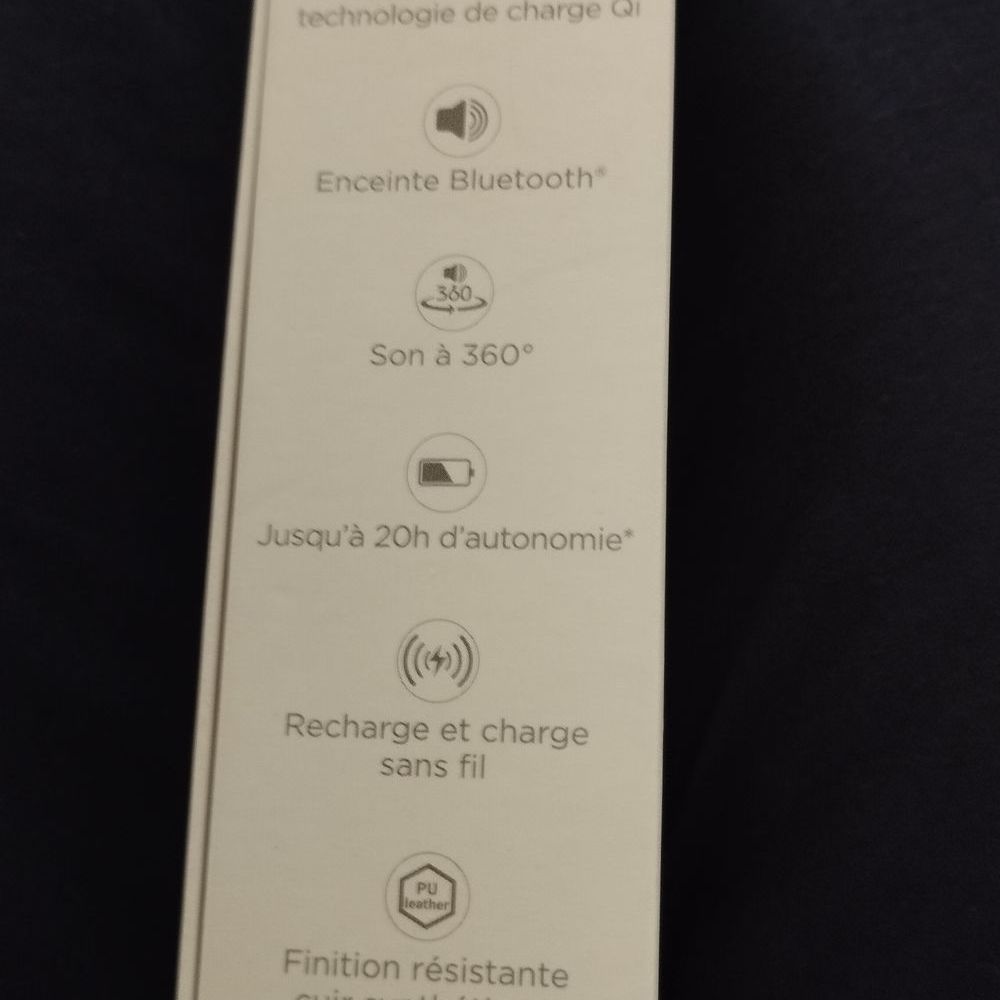 technologie de charge Qi
Enceinte Bluetooth®
360
Son à 360°
Jusqu'à 20h d'autonomie*
Recharge et charge
sans fil
PU
leather
Finition résistante